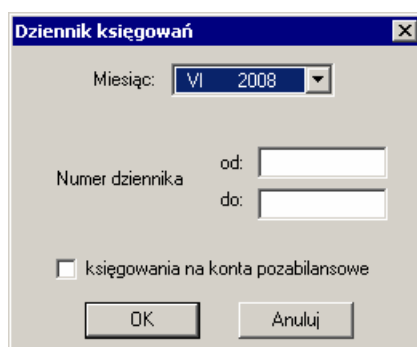 Dziennik księgowań
Miesiąc: VI 2008
Numer dziennika
od:
do:
księgowania na konta pozabilansowe
OK Anuluj